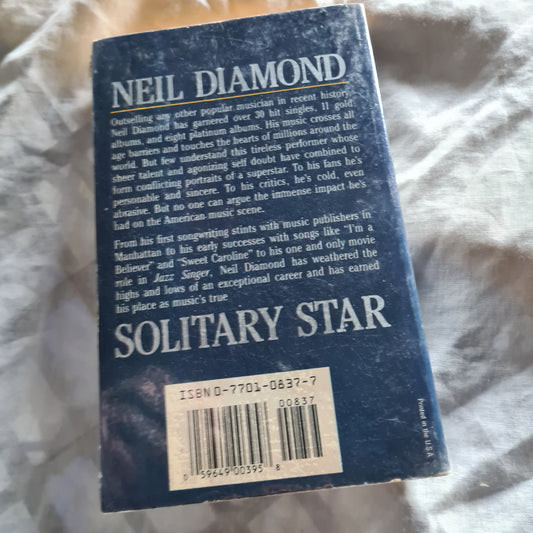 NEIL DIAMOND
Outselling any other popular musician in recent history,
Neil Diamond has garnered over 30 hit singles, 11 gold
albums, and eight platinum albums. His music crosses all
age barriers and touches the hearts of millions around the
world. But few understand this tireless performer whose
sheer talent and agonizing self doubt have combined to
form conflicting portraits of a superstar. To his fans he's
personable and sincere. To his critics, he's cold, even
abrasive. But no one can argue the immense impact he's
had on the American music scene.
From his first songwriting stints with music publishers in
Manhattan to his early successes with songs like "I'm a
Believer" and "Sweet Caroline" to his one and only movie
role in Jazz Singer, Neil Diamond has weathered the
highs and lows of an exceptional career and has earned
his place as music's true
SOLITARY STAR
ISBN 0-7701-0837-7
00837
0 59649 00395 8
Printed in the U.S.A.